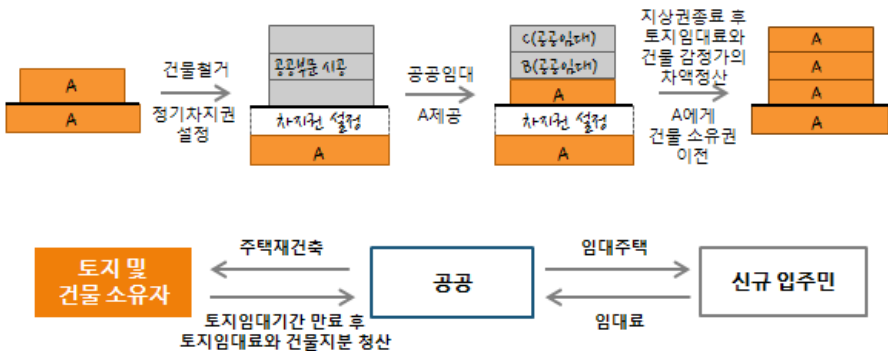 A
A
건물철거
정기차지권
설정
공공부문 시공
차지권 설정
A
공공임대
A제공
C(공공임대)
B(공공임대)
A
차지권 설정
A
지상권종료 후
토지임대료와
건물 감정가의
차액정산
A에게
건물 소유권
이전
A
A
A
A
토지 및
건물 소유자
주택재건축
토지임대기간 만료 후
토지임대료와 건물지분 청산
공공
임대주택
임대료
신규 입주민